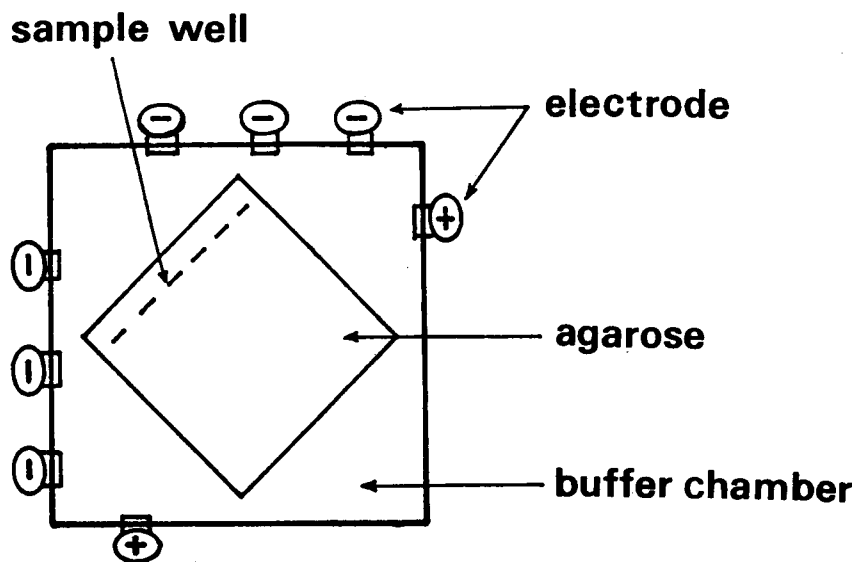 sample well
electrode
− − −
+
−
agarose
−
−
buffer chamber
+